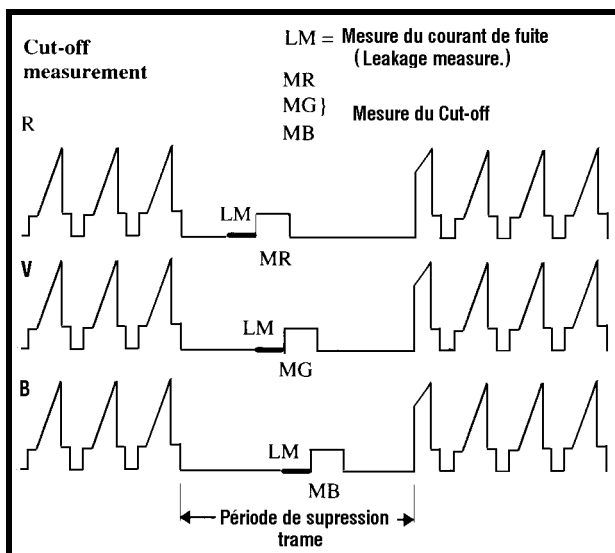 Cut-off
measurement
LM = Mesure du courant de fuite
(Leakage measure.)
MR
MG}
MB
Mesure du Cut-off
R
LM
MR
V
LM
MG
B
LM
MB
Période de supression
trame